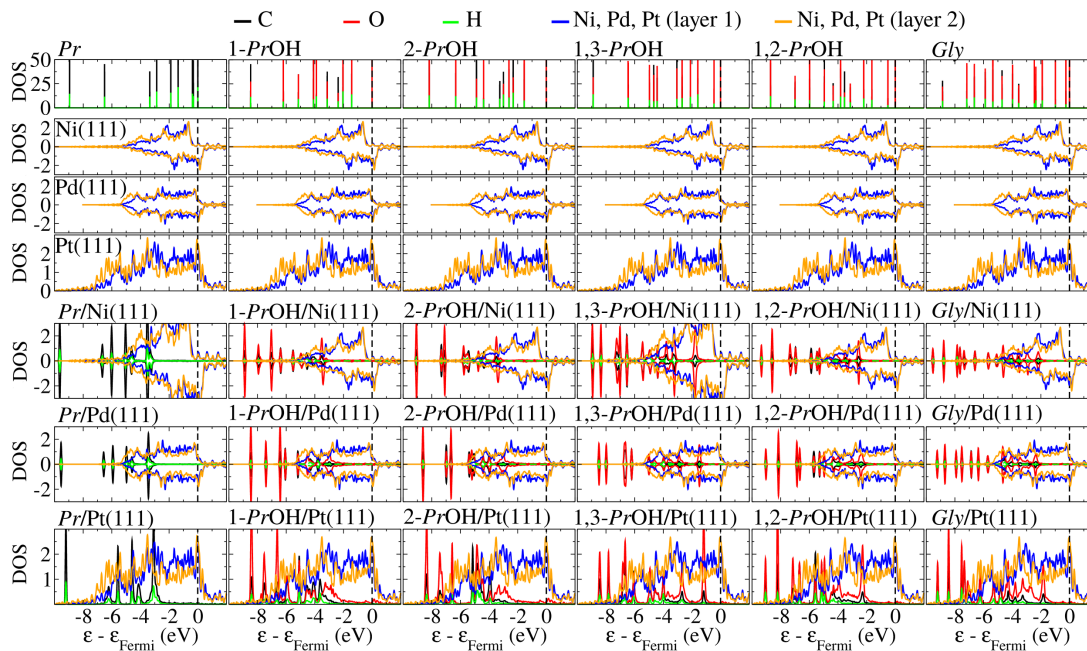 C O H Ni, Pd, Pt (layer 1) Ni, Pd, Pt (layer 2)
Pr 1-PrOH 2-PrOH 1,3-PrOH 1,2-PrOH Gly
DOS
50
25
0
Ni(111)
DOS
2
0
-2
Pd(111)
DOS
2
0
-2
Pt(111)
DOS
2
1
0
Pr/Ni(111) 1-PrOH/Ni(111) 2-PrOH/Ni(111) 1,3-PrOH/Ni(111) 1,2-PrOH/Ni(111) Gly/Ni(111)
DOS
2
0
-2
Pr/Pd(111) 1-PrOH/Pd(111) 2-PrOH/Pd(111) 1,3-PrOH/Pd(111) 1,2-PrOH/Pd(111) Gly/Pd(111)
DOS
2
0
-2
Pr/Pt(111) 1-PrOH/Pt(111) 2-PrOH/Pt(111) 1,3-PrOH/Pt(111) 1,2-PrOH/Pt(111) Gly/Pt(111)
DOS
2
1
-8 -6 -4 -2 0 -8 -6 -4 -2 0 -8 -6 -4 -2 0 -8 -6 -4 -2 0 -8 -6 -4 -2 0 -8 -6 -4 -2 0
ε - εFermi (eV) ε - εFermi (eV) ε - εFermi (eV) ε - εFermi (eV) ε - εFermi (eV) ε - εFermi (eV)